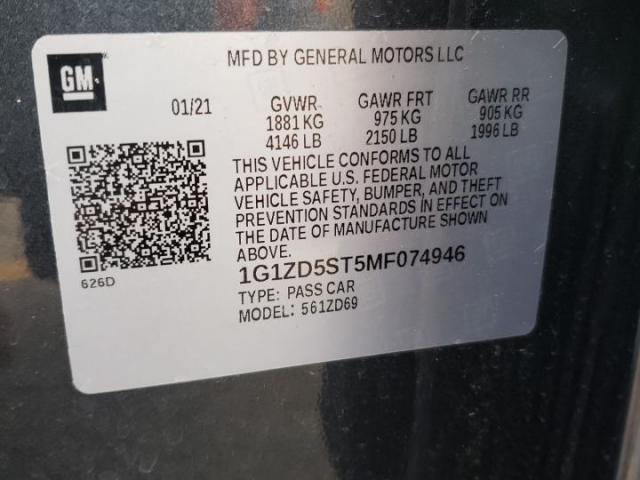 GM
MFD BY GENERAL MOTORS LLC
01/21 GVWR GAWR FRT GAWR RR
1881 KG 975 KG 905 KG
4146 LB 2150 LB 1996 LB
THIS VEHICLE CONFORMS TO ALL
APPLICABLE U.S. FEDERAL MOTOR
VEHICLE SAFETY, BUMPER, AND THEFT
PREVENTION STANDARDS IN EFFECT ON
THE DATE OF MANUFACTURE SHOWN
ABOVE.
626D
1G1ZD5ST5MF074946
TYPE: PASS CAR
MODEL: 561ZD69